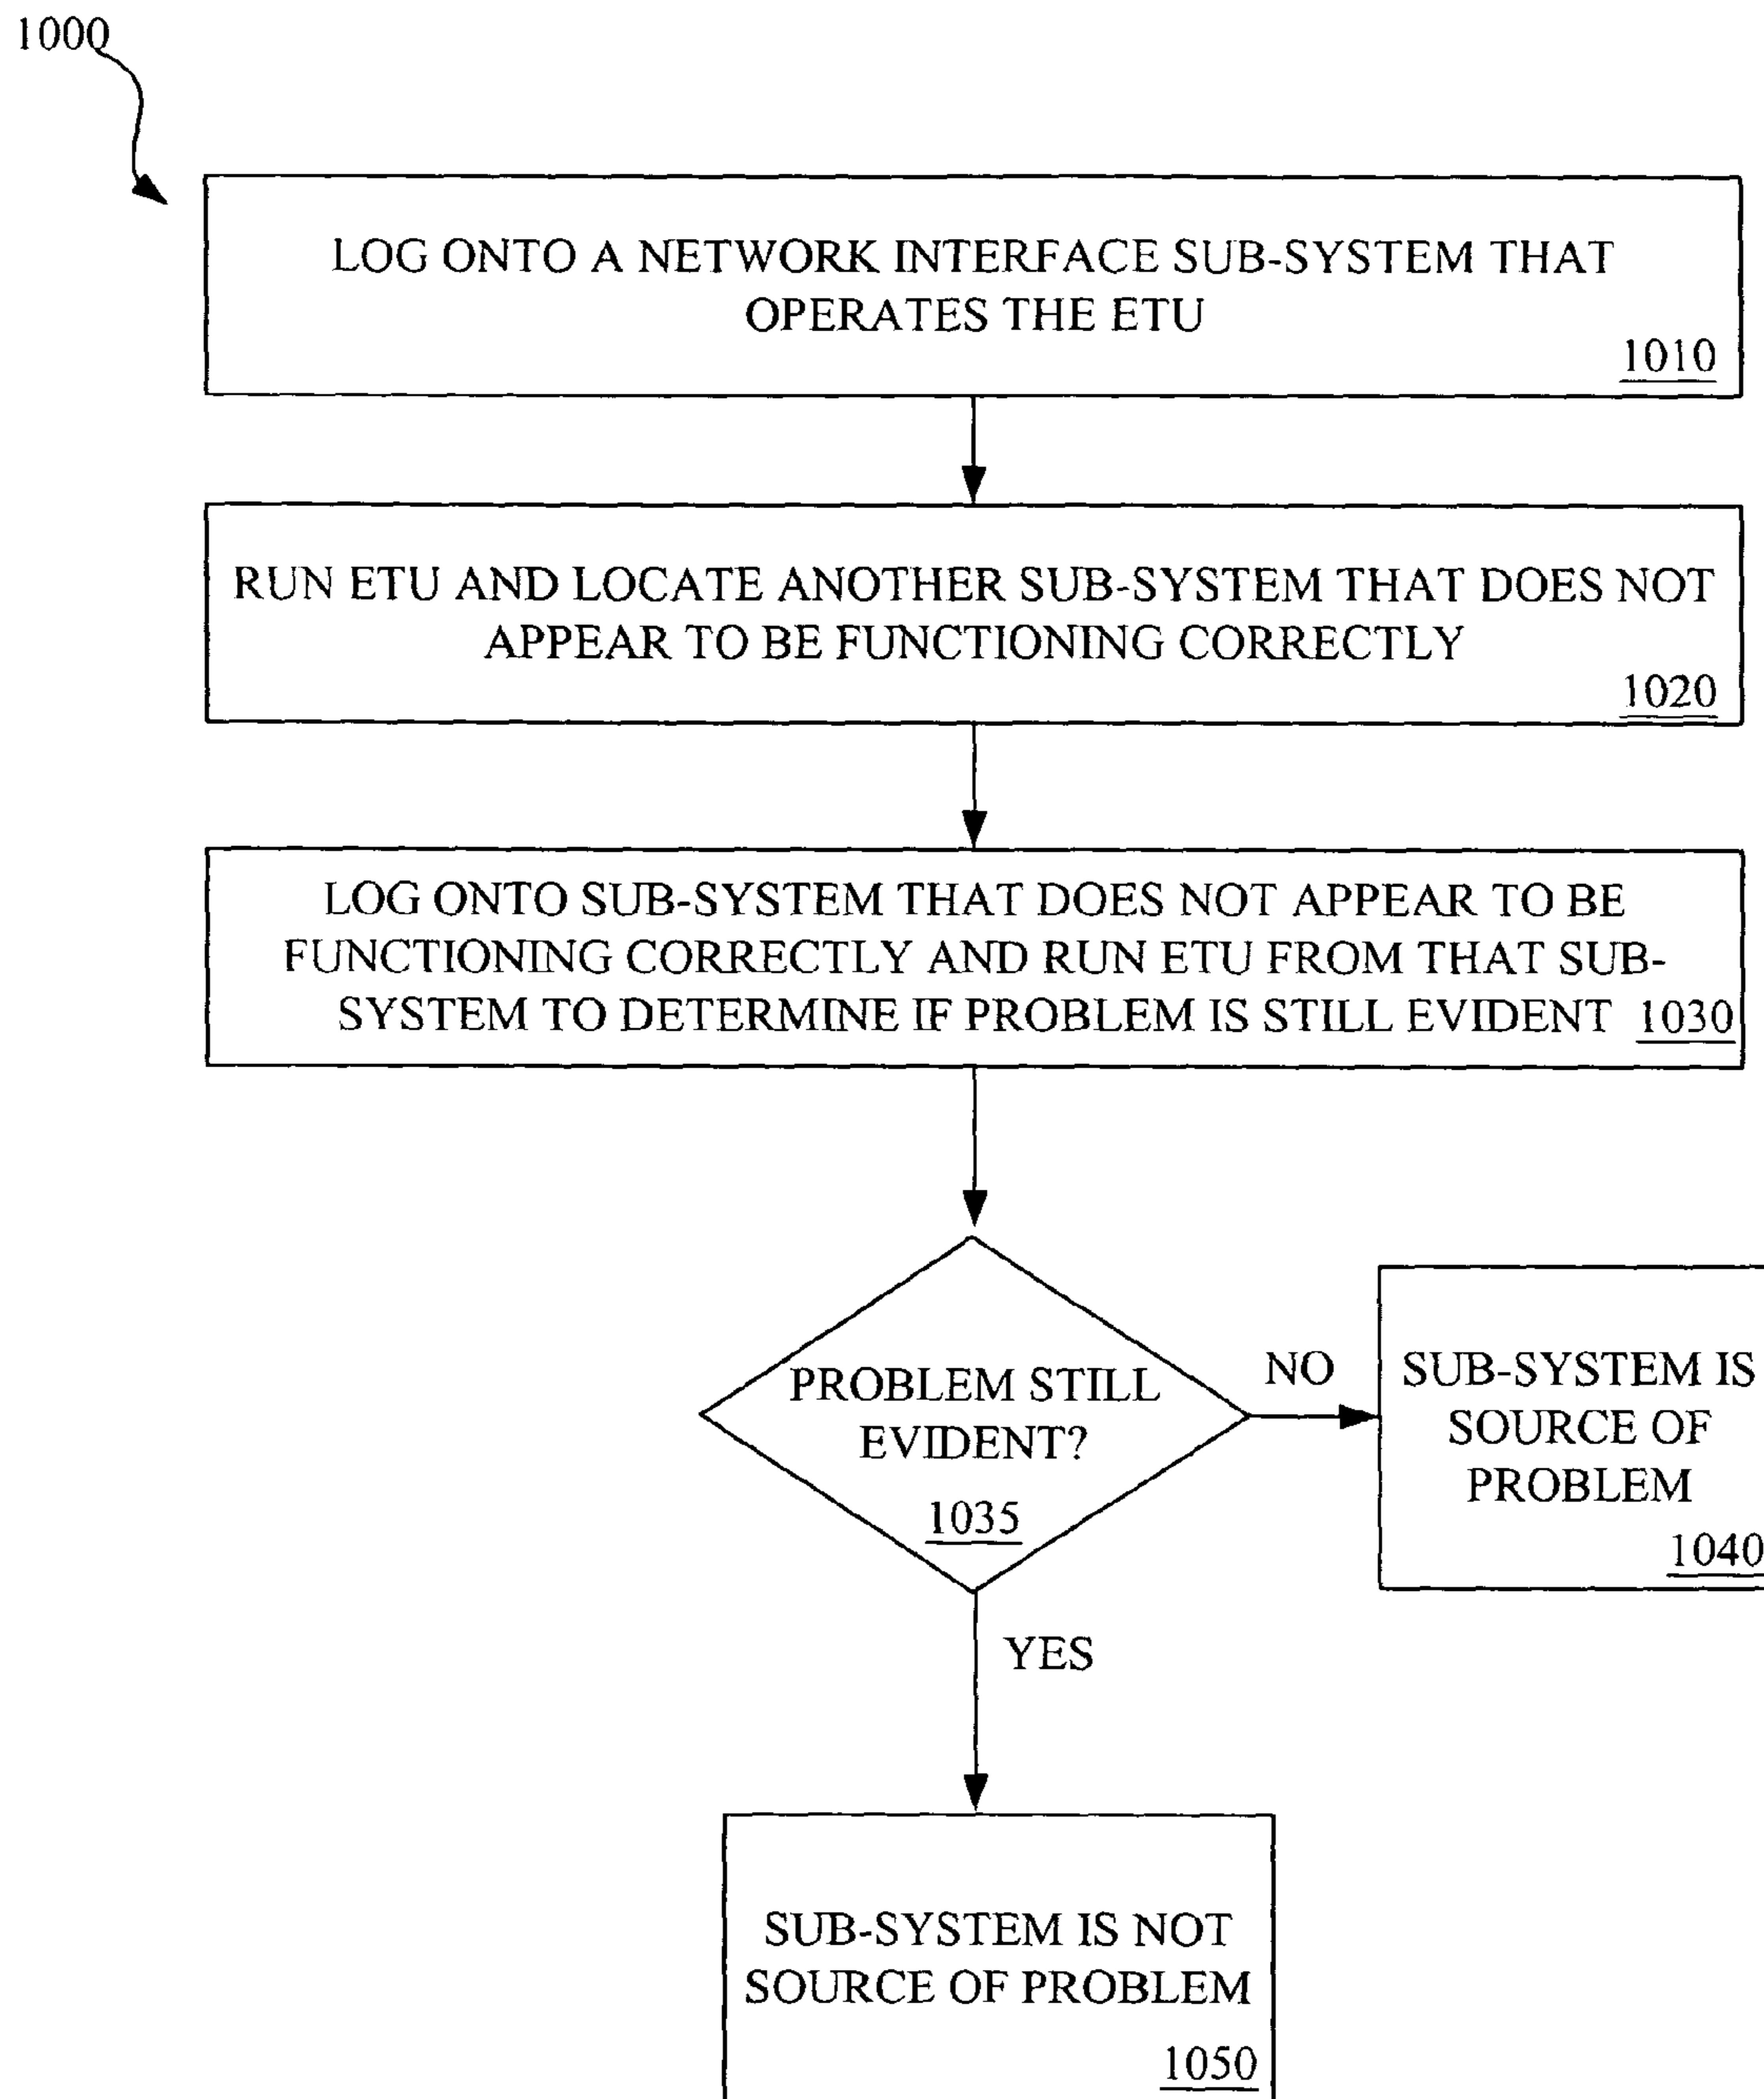 1000
LOG ONTO A NETWORK INTERFACE SUB-SYSTEM THAT
OPERATES THE ETU
1010
RUN ETU AND LOCATE ANOTHER SUB-SYSTEM THAT DOES NOT
APPEAR TO BE FUNCTIONING CORRECTLY
1020
LOG ONTO SUB-SYSTEM THAT DOES NOT APPEAR TO BE
FUNCTIONING CORRECTLY AND RUN ETU FROM THAT SUB-
SYSTEM TO DETERMINE IF PROBLEM IS STILL EVIDENT 1030
PROBLEM STILL
EVIDENT?
1035
NO
SUB-SYSTEM IS
SOURCE OF
PROBLEM
1040
YES
SUB-SYSTEM IS NOT
SOURCE OF PROBLEM
1050